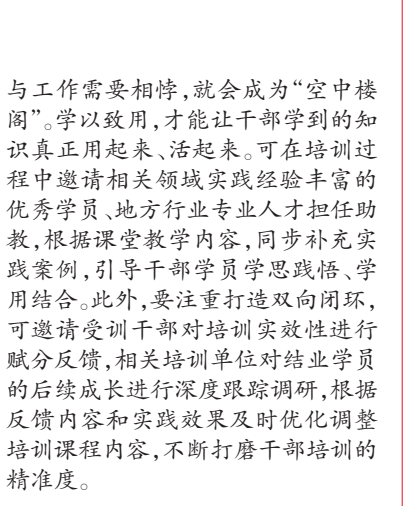 与工作需要相悖，就会成为“空中楼
阁”。学以致用，才能让干部学到的知
识真正用起来、活起来。可在培训过
程中邀请相关领域实践经验丰富的
优秀学员、地方行业专业人才担任助
教，根据课堂教学内容，同步补充实
践案例，引导干部学员学思践悟、学
用结合。此外，要注重打造双向闭环，
可邀请受训干部对培训实效性进行
赋分反馈，相关培训单位对结业学员
的后续成长进行深度跟踪调研，根据
反馈内容和实践效果及时优化调整
培训课程内容，不断打磨干部培训的
精准度。